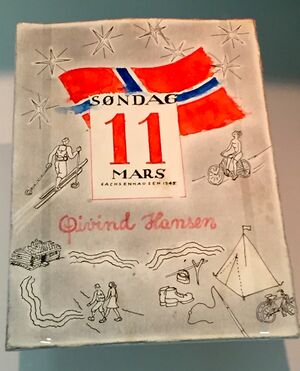 SØNDAG
11
MARS
SACHSENHAUSEN 1945
Øivind Hansen